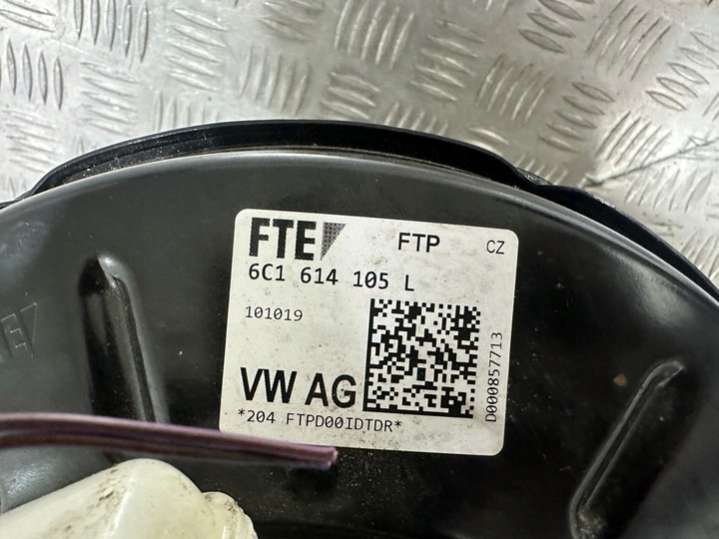 FTE FTP CZ
6C1 614 105 L
101019
VW AG
*204 FTPD00IDTDR*
D000857713